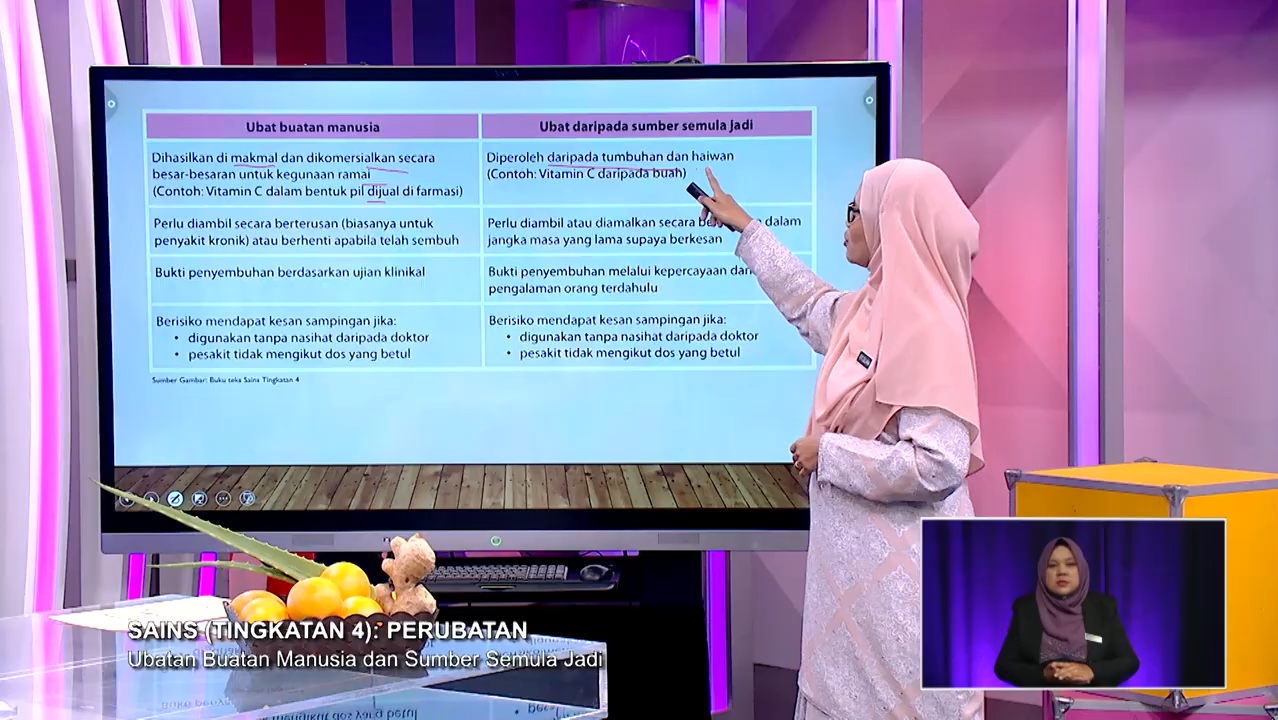 Ubat buatan manusia
Ubat daripada sumber semula jadi
Dihasilkan di makmal dan dikomersialkan secara
besar-besaran untuk kegunaan ramai
(Contoh: Vitamin C dalam bentuk pil dijual di farmasi)
Diperoleh daripada tumbuhan dan haiwan
(Contoh: Vitamin C daripada buah)
Perlu diambil secara berterusan (biasanya untuk
penyakit kronik) atau berhenti apabila telah sembuh
Perlu diambil atau diamalkan secara dalam
jangka masa yang lama supaya berkesan
Bukti penyembuhan berdasarkan ujian klinikal
Bukti penyembuhan melalui kepercayaan dan
pengalaman orang terdahulu
Berisiko mendapat kesan sampingan jika:
• digunakan tanpa nasihat daripada doktor
• pesakit tidak mengikut dos yang betul
Berisiko mendapat kesan sampingan jika:
• digunakan tanpa nasihat daripada doktor
• pesakit tidak mengikut dos yang betul
Sumber Gambar: Buku teks Sains Tingkatan 4
SAINS (TINGKATAN 4): PERUBATAN
Ubatan Buatan Manusia dan Sumber Semula Jadi